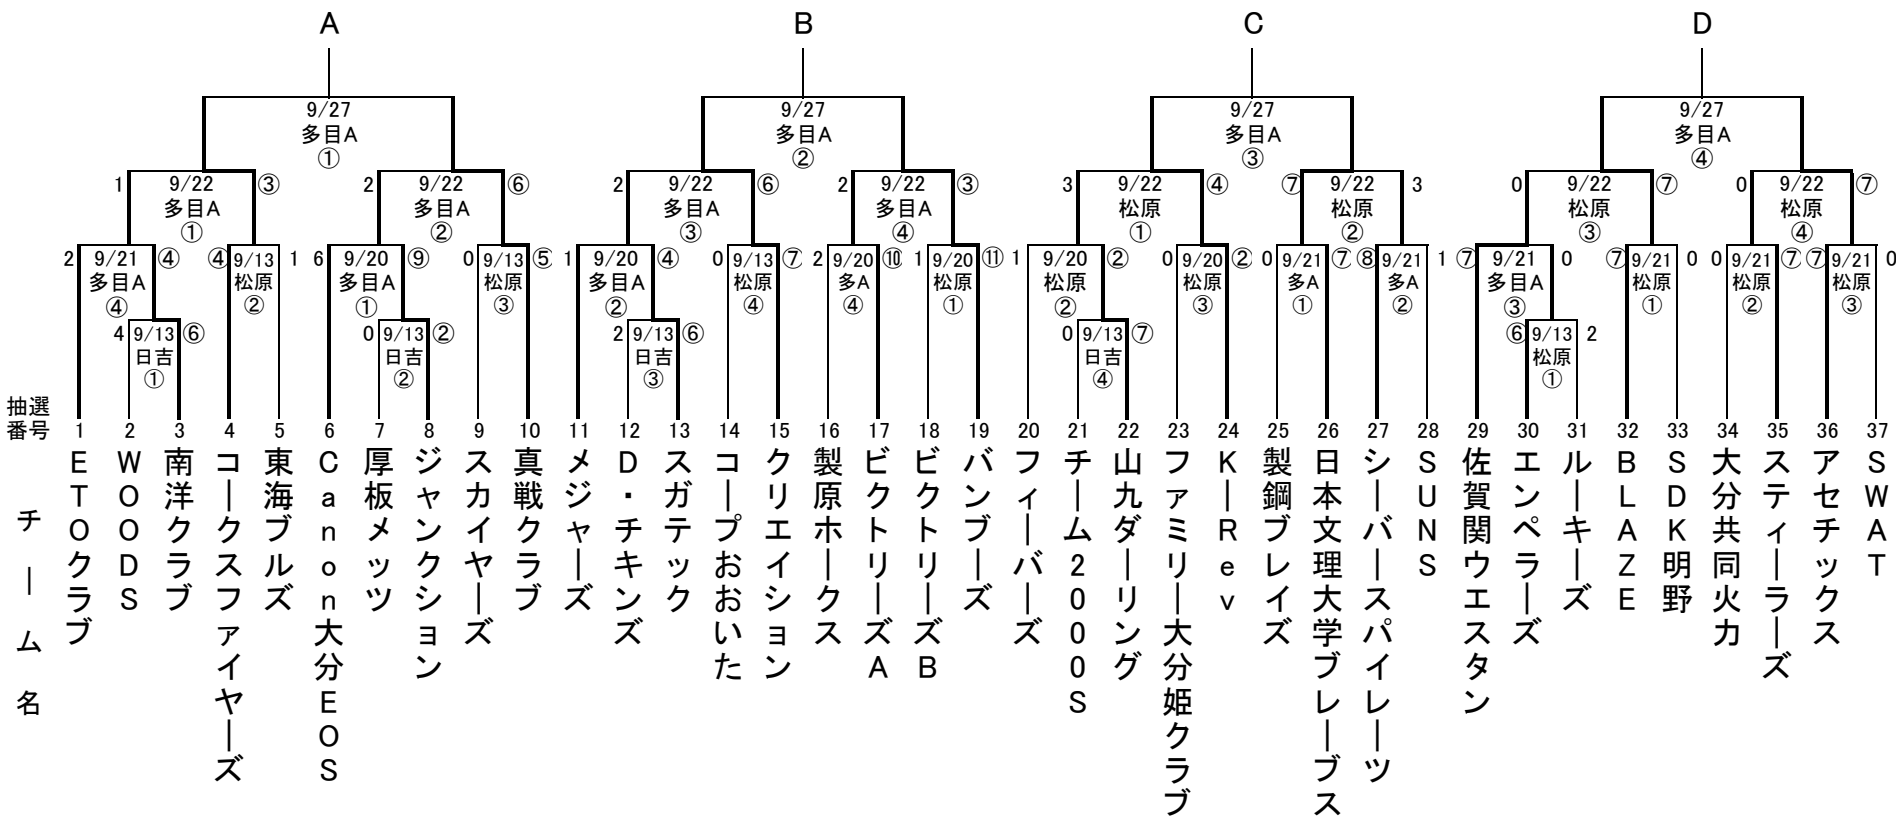 A B C D
9/27 9/27 9/27 9/27
多目A 多目A 多目A 多目A
① ② ③ ④
1 9/22 ③ 2 9/22 ⑥ 2 9/22 ⑥ 2 9/22 ③ 3 9/22 ④ ⑦ 9/22 3 0 9/22 ⑦ 0 9/22 ⑦
多目A 多目A 多目A 多目A 松原 松原 松原 松原
① ② ③ ④ ① ② ③ ④
2 9/21 ④ ④ 9/13 1 6 9/20 ⑨ 0 9/13 ⑤ 1 9/20 ④ 0 9/13 ⑦ 2 9/20 ⑩ 1 9/20 ⑪ 1 9/20 ② 0 9/20 ② 0 9/21 ⑦ ⑧ 9/21 1 ⑦ 9/21 0 ⑦ 9/21 0 0 9/21 ⑦ ⑦ 9/21 0
多目A 松原 多目A 松原 多目A 松原 多A 松原 松原 松原 多A 多A 多目A 松原 松原 松原
④ ② ① ③ ② ④ ④ ① ② ③ ① ② ③ ① ② ③
4 9/13 ⑥ 0 9/13 ② 2 9/13 ⑥ 0 9/13 ⑦ ⑥ 9/13 2
日吉 日吉 日吉 日吉 松原
① ② ③ ④ ①
抽選
番号 1 2 3 4 5 6 7 8 9 10 11 12 13 14 15 16 17 18 19 20 21 22 23 24 25 26 27 28 29 30 31 32 33 34 35 36 37
チーム名
ETOクラブ
WOODS
南洋クラブ
コークスファイヤーズ
東海ブルズ
Canon大分EOS
厚板メッツ
ジャンクション
スカイヤーズ
真戦クラブ
メジャーズ
D・チキンズ
スガテック
コープおおいた
クリエイション
製原ホークス
ビクトリーズA
ビクトリーズB
バンブーズ
フィーバーズ
チーム2000S
山九ダーリング
ファミリー大分姫クラブ
K－Rev
製鋼ブレイズ
日本文理大学ブレーブス
シーバースパイレーツ
SUNS
佐賀関ウエスタン
エンペラーズ
ルーキーズ
BLAZE
SDK明野
大分共同火力
スティーラーズ
アセチックス
SWAT